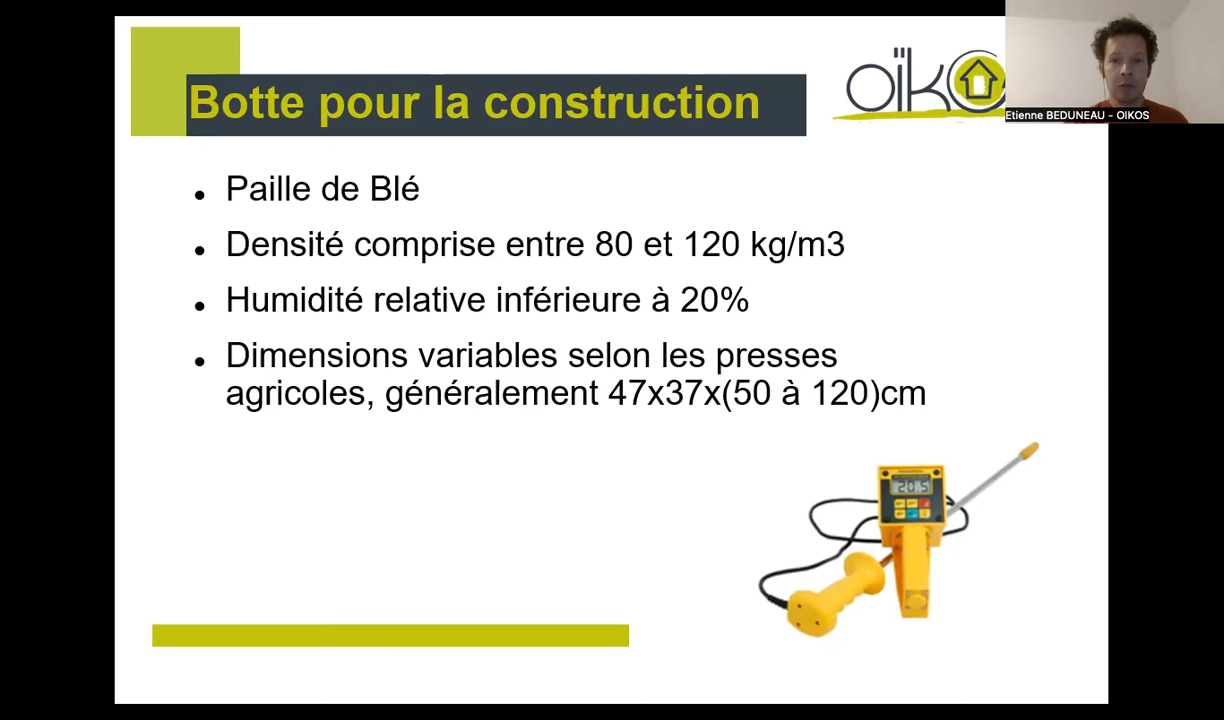 Botte pour la construction
oïkos
Etienne BEDUNEAU - OIKOS
Paille de Blé
Densité comprise entre 80 et 120 kg/m3
Humidité relative inférieure à 20%
Dimensions variables selon les presses
agricoles, généralement 47x37x(50 à 120)cm
20.5